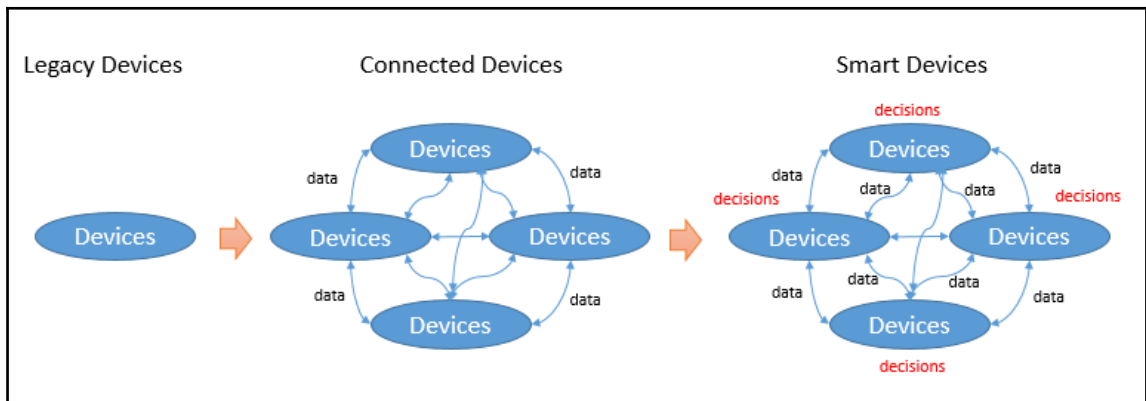 Legacy Devices
Connected Devices
Smart Devices
Devices
Devices
data
data
Devices
Devices
data
data
Devices
decisions
Devices
data
data
data
data
decisions
decisions
Devices
Devices
data
data
data
data
Devices
decisions